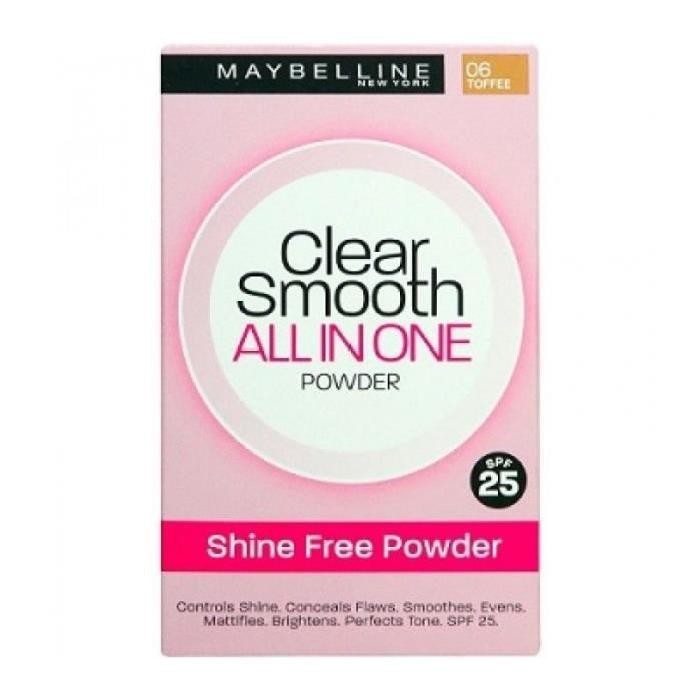 MAYBELLINE
NEW YORK
06
TOFFEE
Clear
Smooth
ALL IN ONE
POWDER
SPF
25
Shine Free Powder
Controls Shine. Conceals Flaws. Smoothes. Evens.
Mattifies. Brightens. Perfects Tone. SPF 25.